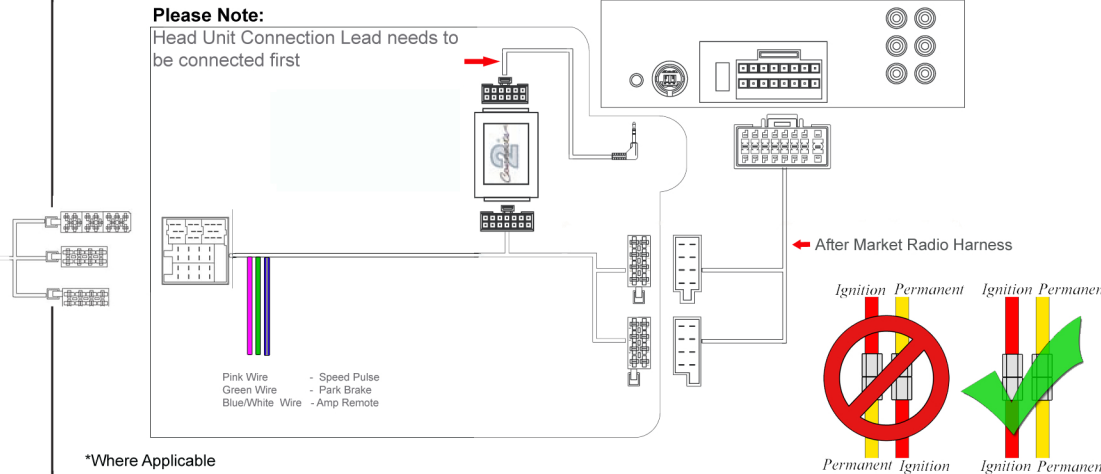 Please Note:
Head Unit Connection Lead needs to
be connected first
Connects
2
After Market Radio Harness
Ignition Permanent Ignition Permanen
Pink Wire - Speed Pulse
Green Wire - Park Brake
Blue/White Wire - Amp Remote
Permanent Ignition Ignition Permanen
*Where Applicable